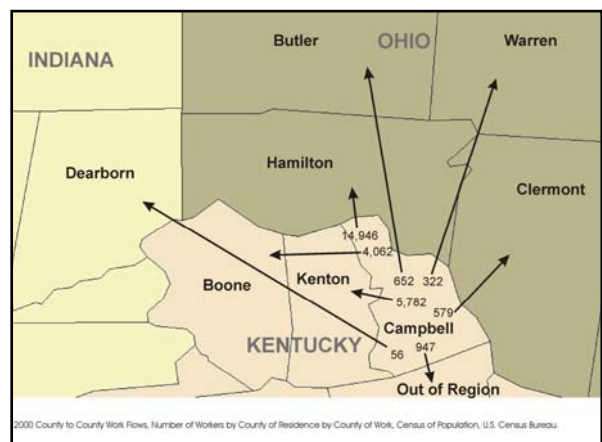 Butler
OHIO
Warren
INDIANA
Hamilton
Dearborn
Clermont
14,946
4,062
Boone
Kenton
652
322
5,782
579
Campbell
KENTUCKY
56
947
Out of Region
2000 County to County Work Flows, Number of Workers by County of Residence by County of Work, Census of Population, U.S. Census Bureau.